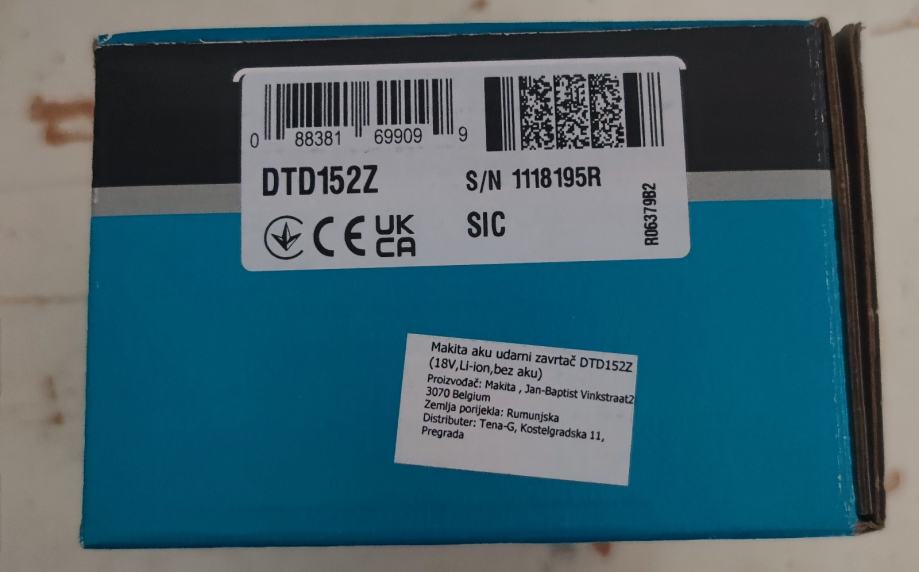 0 88381 69909 9
DTD152Z
S/N 1118195R
CE UK CA
SIC
R06379B2
Makita aku udarni zavrtač DTD152Z
(18V,Li-ion,bez aku)
Proizvođač: Makita , Jan-Baptist Vinkstraat2
3070 Belgium
Zemlja porijekla: Rumunjska
Distributer: Tena-G, Kostelgradska 11,
Pregrada